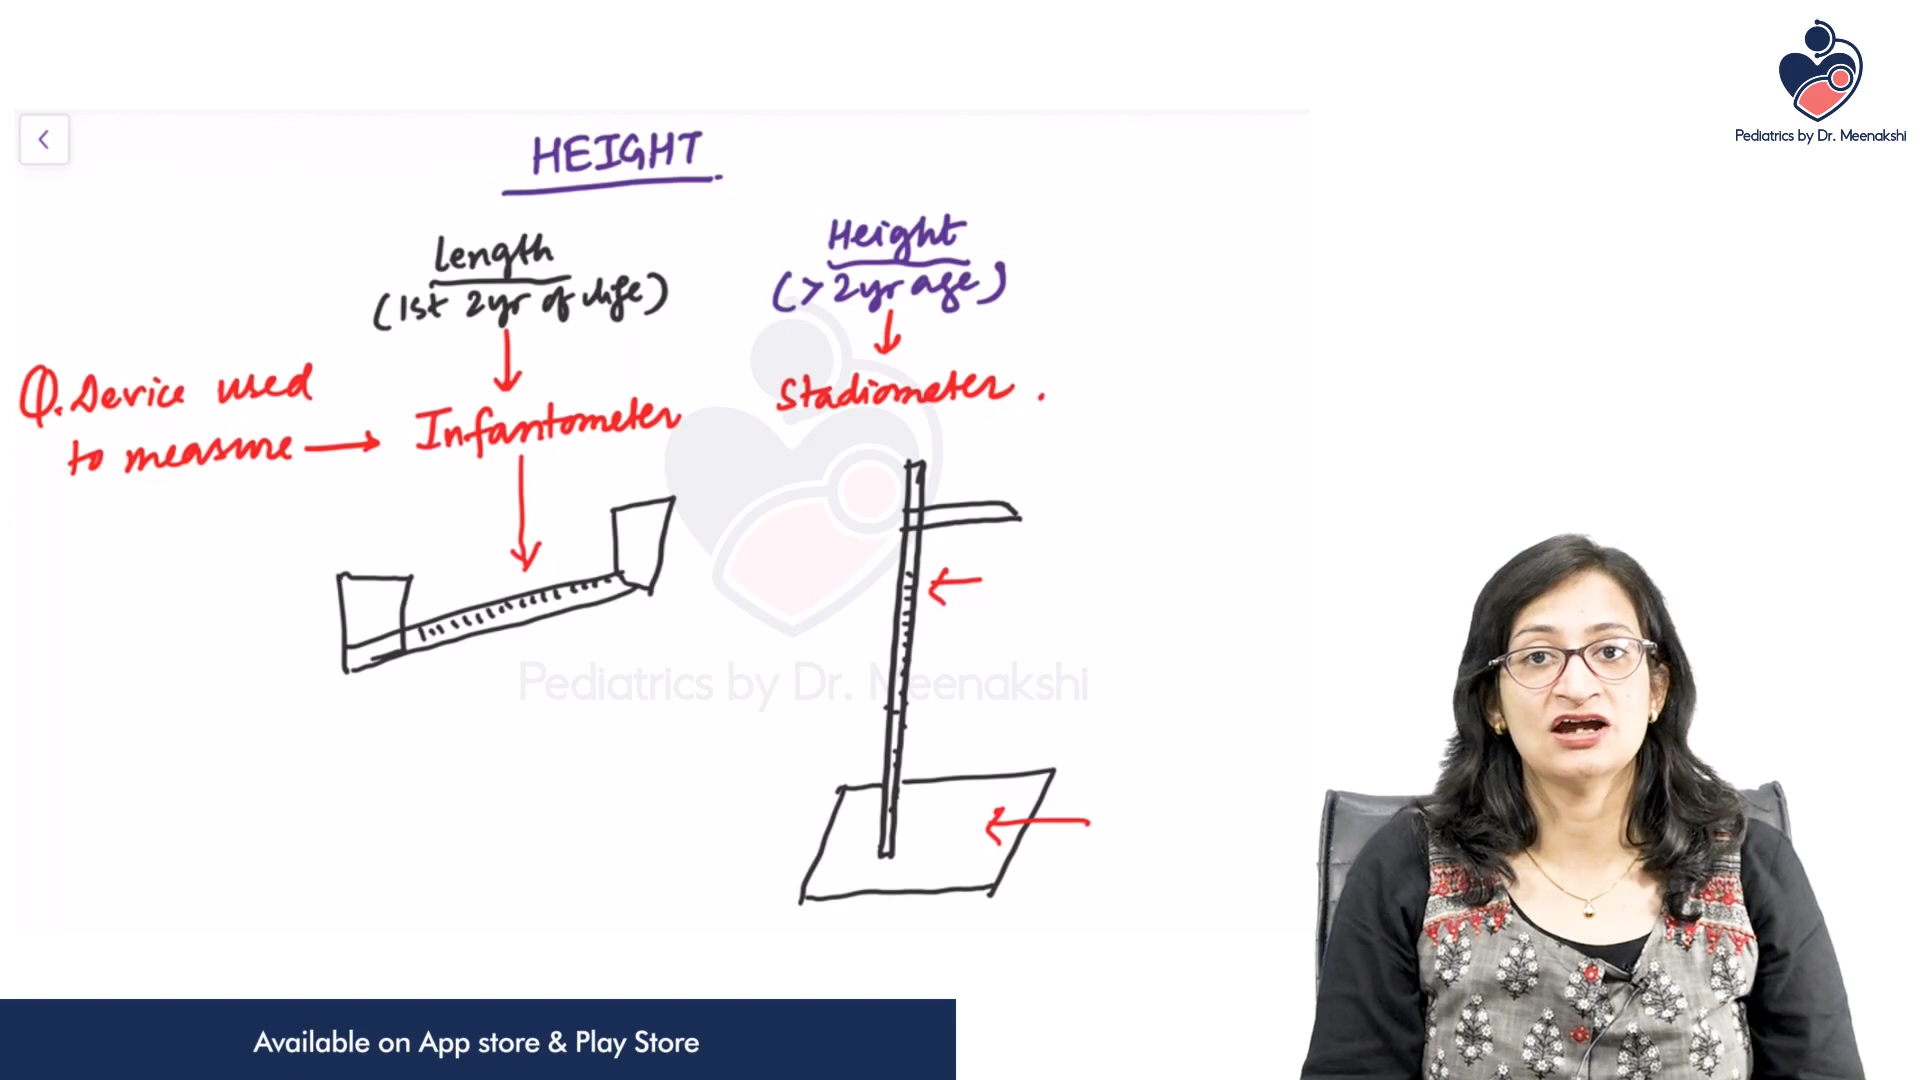 Pediatrics by Dr. Meenakshi
HEIGHT
Length
(1st 2yr of life)
Height
(> 2yr age)
Q. Device used
to measure
Infantometer
Stadiometer.
Pediatrics by Dr. Meenakshi
Available on App store & Play Store